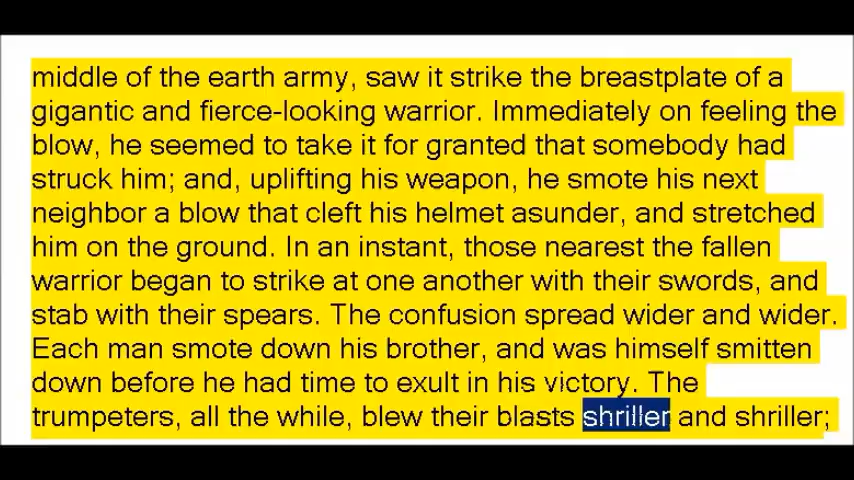 middle of the earth army, saw it strike the breastplate of a
gigantic and fierce-looking warrior. Immediately on feeling the
blow, he seemed to take it for granted that somebody had
struck him; and, uplifting his weapon, he smote his next
neighbor a blow that cleft his helmet asunder, and stretched
him on the ground. In an instant, those nearest the fallen
warrior began to strike at one another with their swords, and
stab with their spears. The confusion spread wider and wider.
Each man smote down his brother, and was himself smitten
down before he had time to exult in his victory. The
trumpeters, all the while, blew their blasts shriller and shriller;